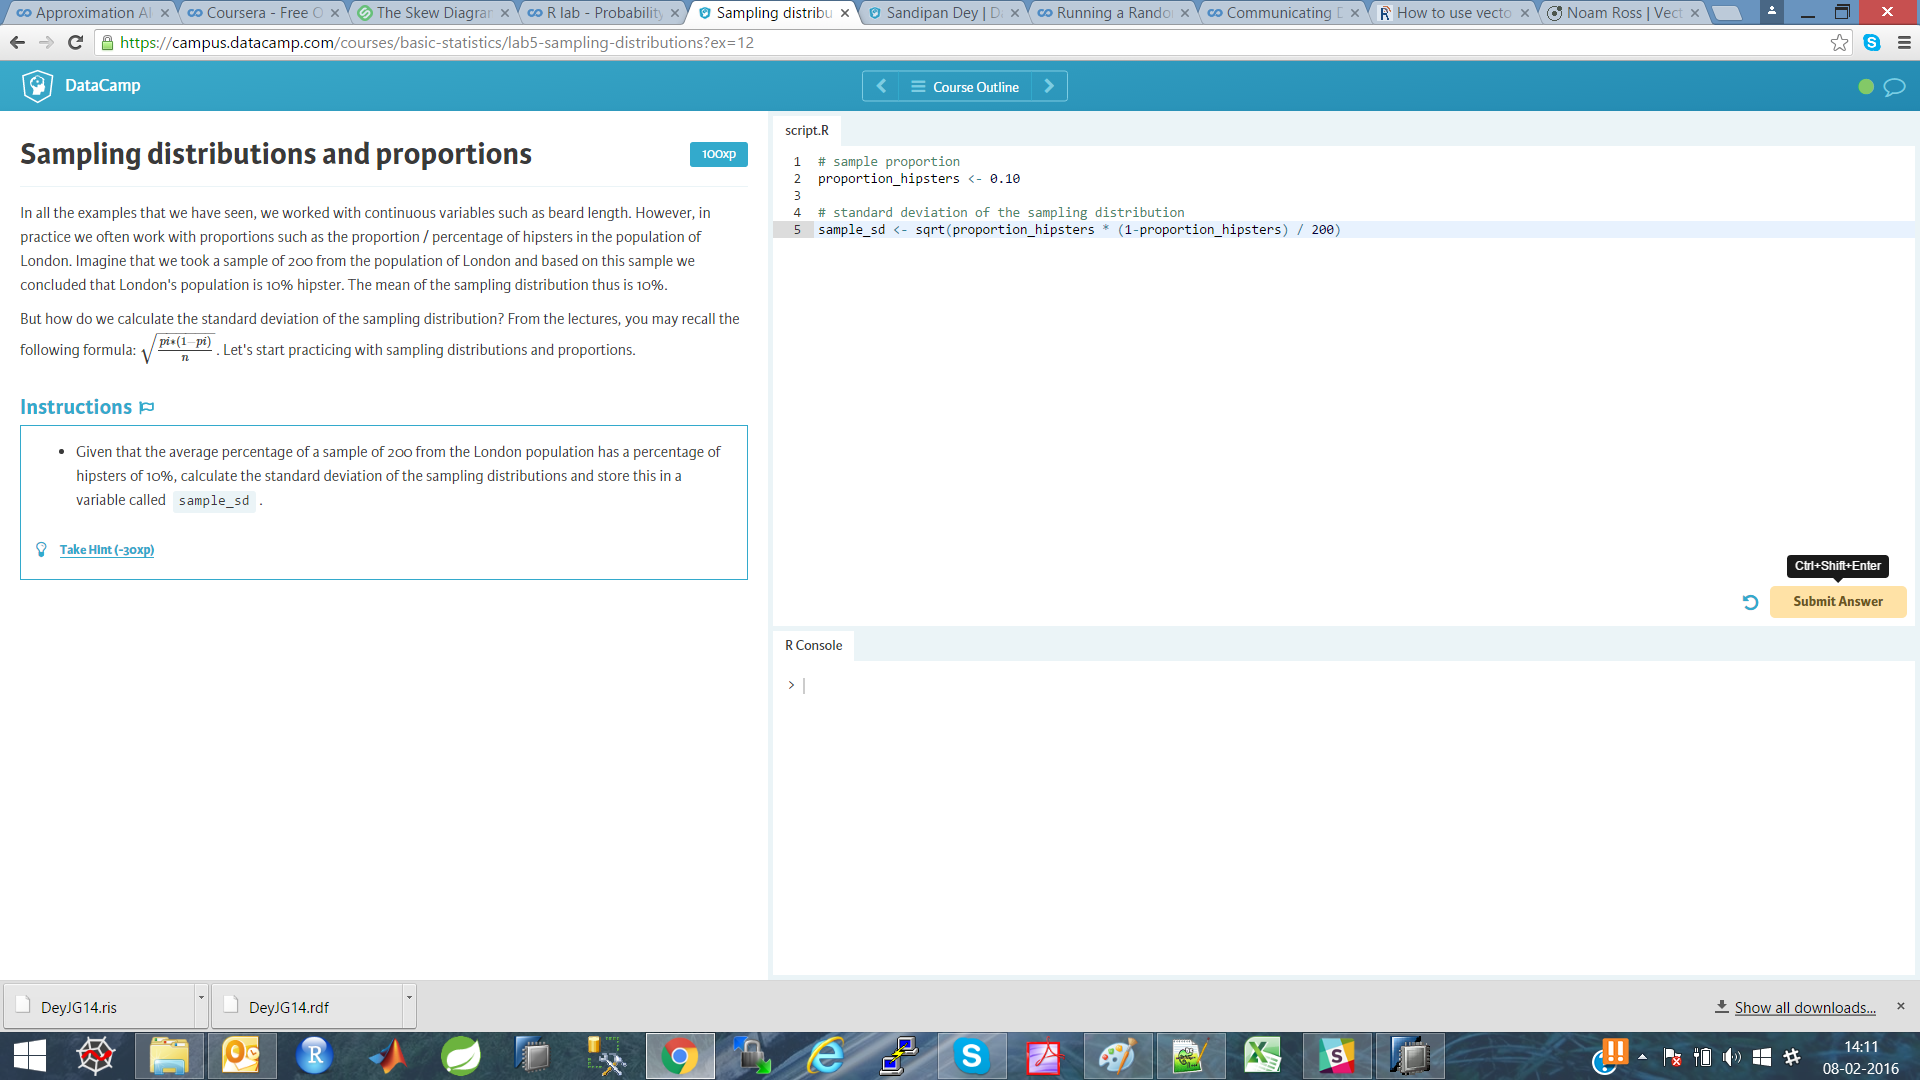 Approximation Al
Coursera - Free O
The Skew Diagra
R lab - Probability
Sampling distribu
Sandipan Dey | D
Running a Rando
Communicating D
How to use vecto
Noam Ross | Vect
https://campus.datacamp.com/courses/basic-statistics/lab5-sampling-distributions?ex=12
DataCamp
Course Outline
Sampling distributions and proportions
100xp
In all the examples that we have seen, we worked with continuous variables such as beard length. However, in
practice we often work with proportions such as the proportion / percentage of hipsters in the population of
London. Imagine that we took a sample of 200 from the population of London and based on this sample we
concluded that London's population is 10% hipster. The mean of the sampling distribution thus is 10%.
But how do we calculate the standard deviation of the sampling distribution? From the lectures, you may recall the
following formula: √(pi*(1−pi)/n). Let's start practicing with sampling distributions and proportions.
Instructions
• Given that the average percentage of a sample of 200 from the London population has a percentage of
hipsters of 10%, calculate the standard deviation of the sampling distributions and store this in a
variable called sample_sd .
Take Hint (-30xp)
script.R
1 # sample proportion
2 proportion_hipsters <- 0.10
3
4 # standard deviation of the sampling distribution
5 sample_sd <- sqrt(proportion_hipsters * (1-proportion_hipsters) / 200)
Ctrl+Shift+Enter
Submit Answer
R Console
>
DeyJG14.ris
DeyJG14.rdf
Show all downloads...
14:11
08-02-2016